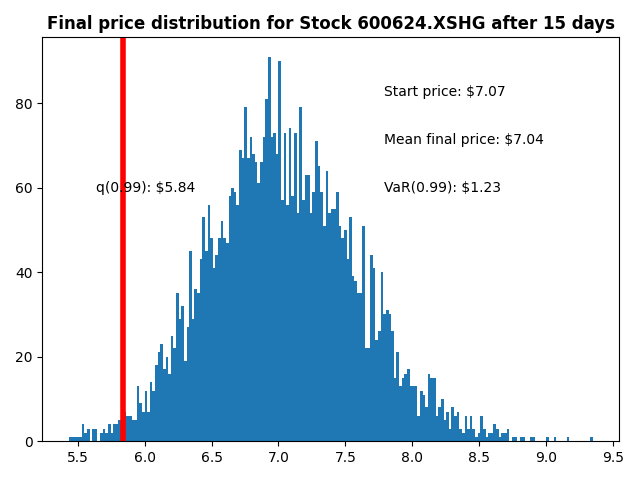 Final price distribution for Stock 600624.XSHG after 15 days
Start price: $7.07
Mean final price: $7.04
q(0.99): $5.84
VaR(0.99): $1.23
80
60
40
20
0
5.5
6.0
6.5
7.0
7.5
8.0
8.5
9.0
9.5